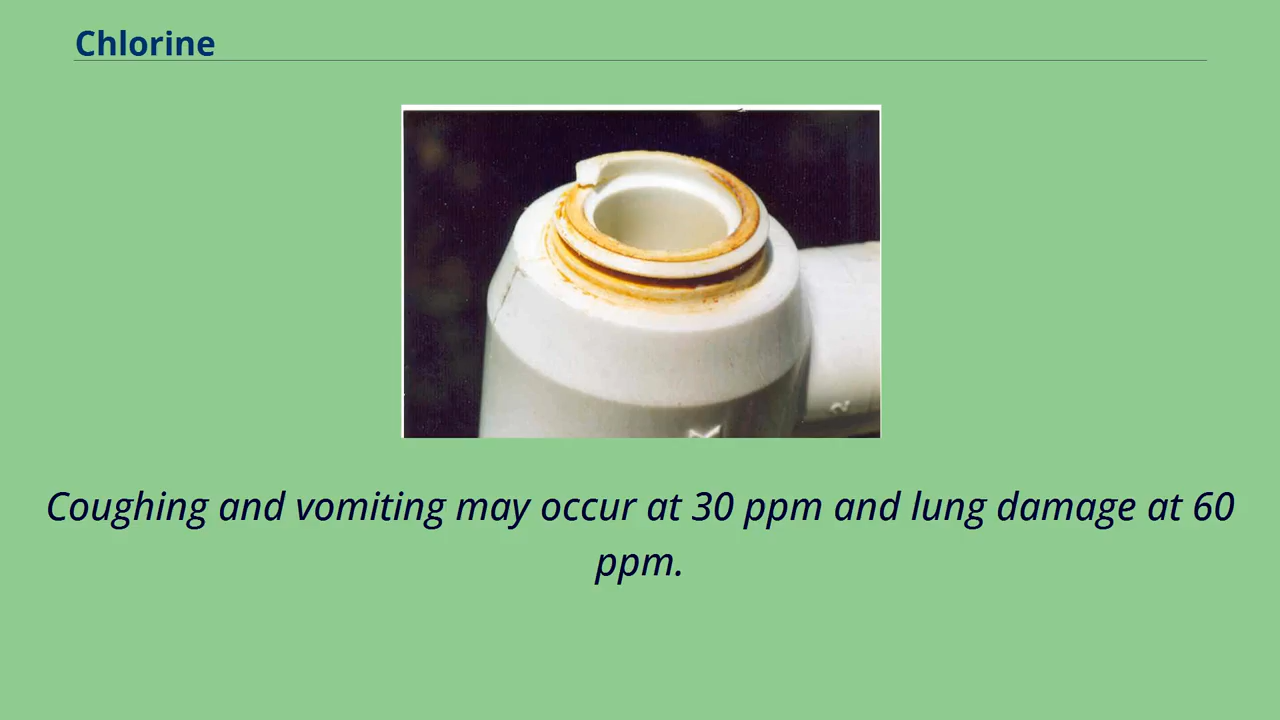 Chlorine
Coughing and vomiting may occur at 30 ppm and lung damage at 60
ppm.